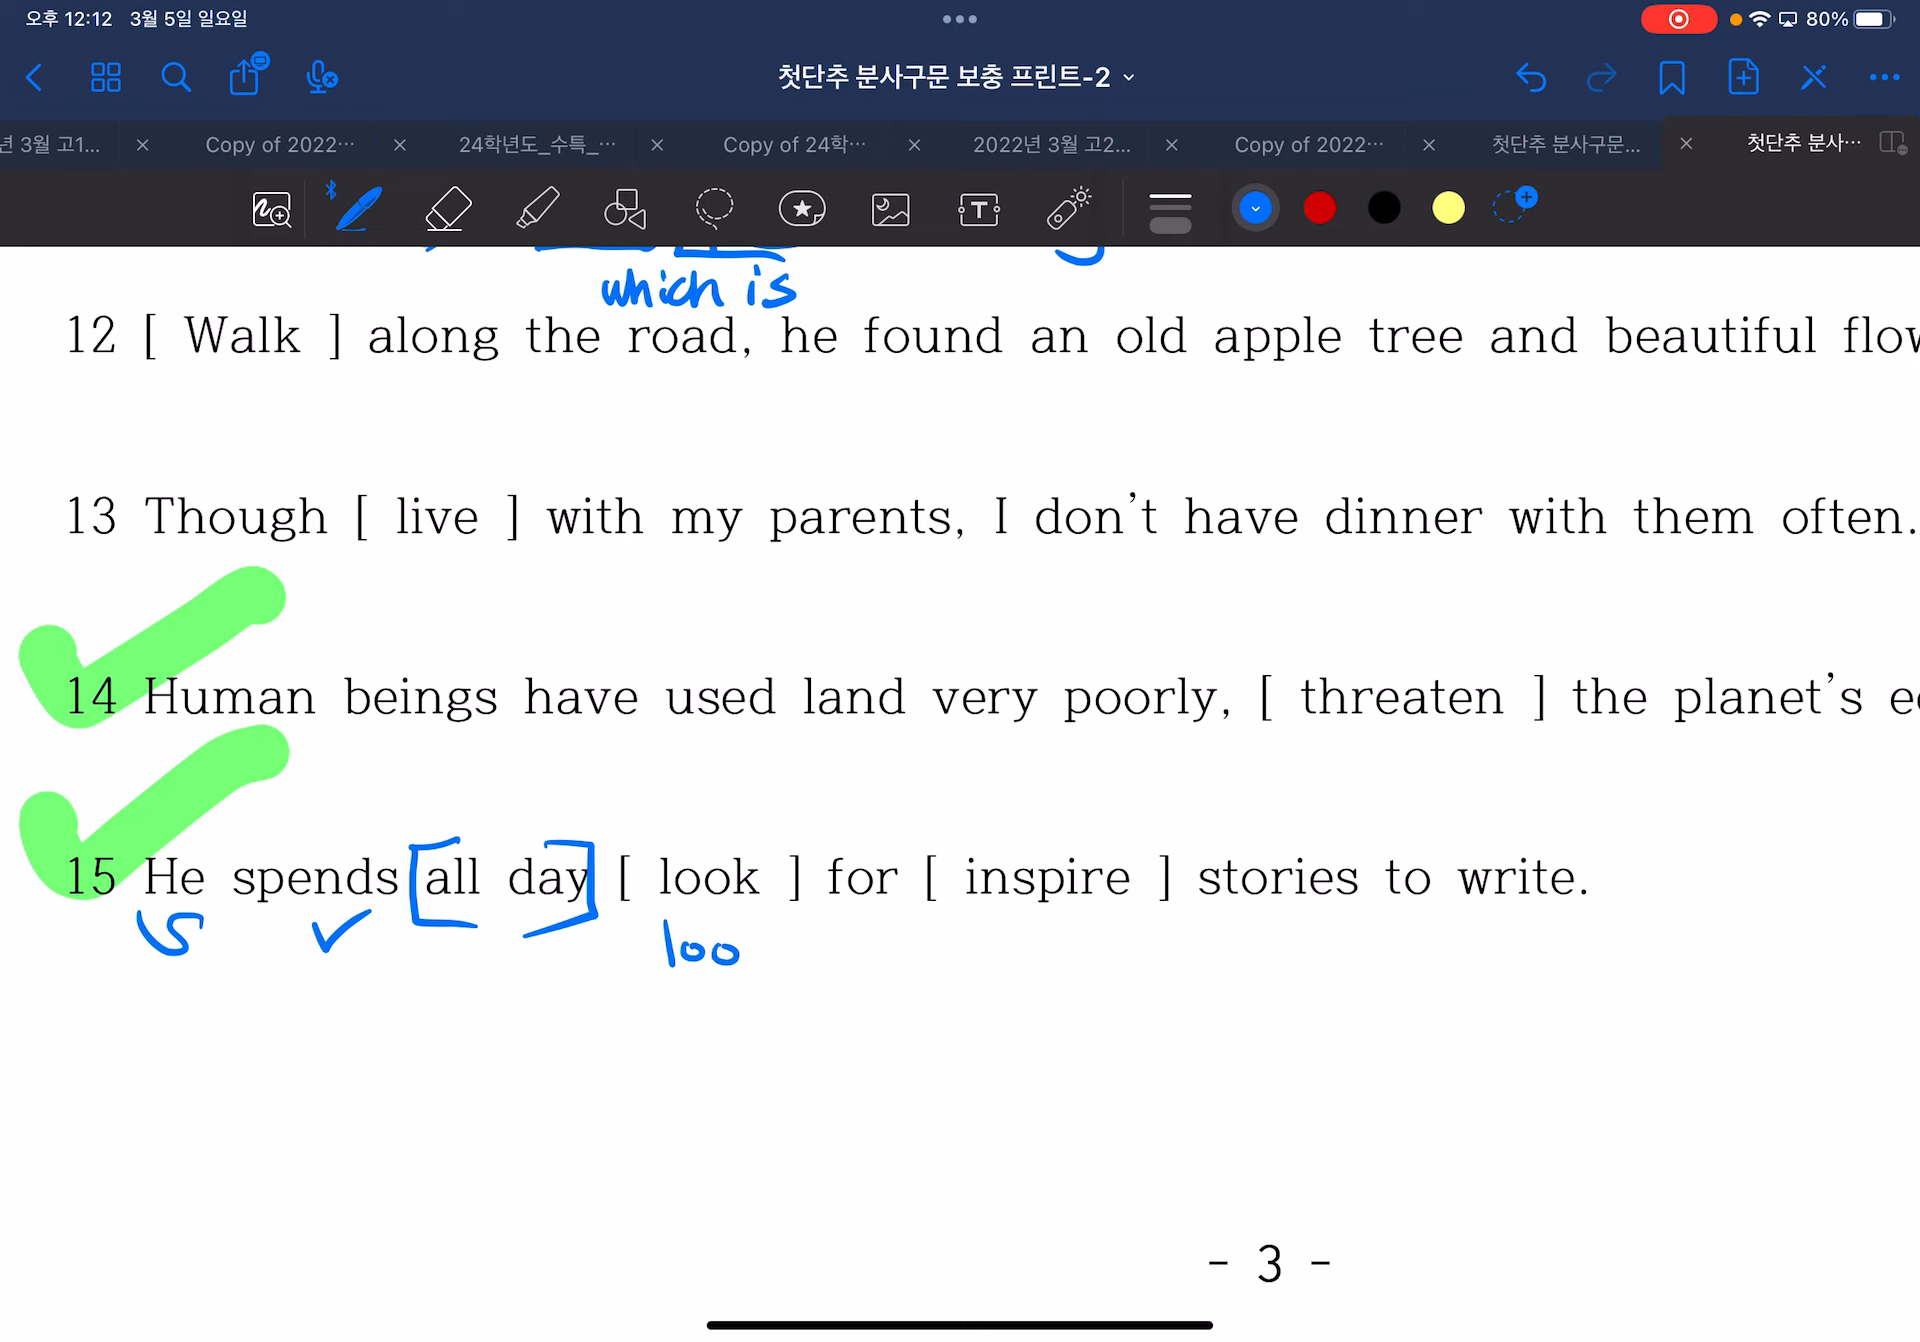 오후 12:12 3월 5일 일요일
80%
첫단추 분사구문 보충 프린트-2
년 3월 고1... Copy of 2022··· 24학년도_수특_··· Copy of 24학··· 2022년 3월 고2... Copy of 2022··· 첫단추 분사구문... 첫단추 분사···
which is
12 [ Walk ] along the road, he found an old apple tree and beautiful flow
13 Though [ live ] with my parents, I don't have dinner with them often.
14 Human beings have used land very poorly, [ threaten ] the planet's ec
15 He spends [all day] [ look ] for [ inspire ] stories to write.
S loo
- 3 -